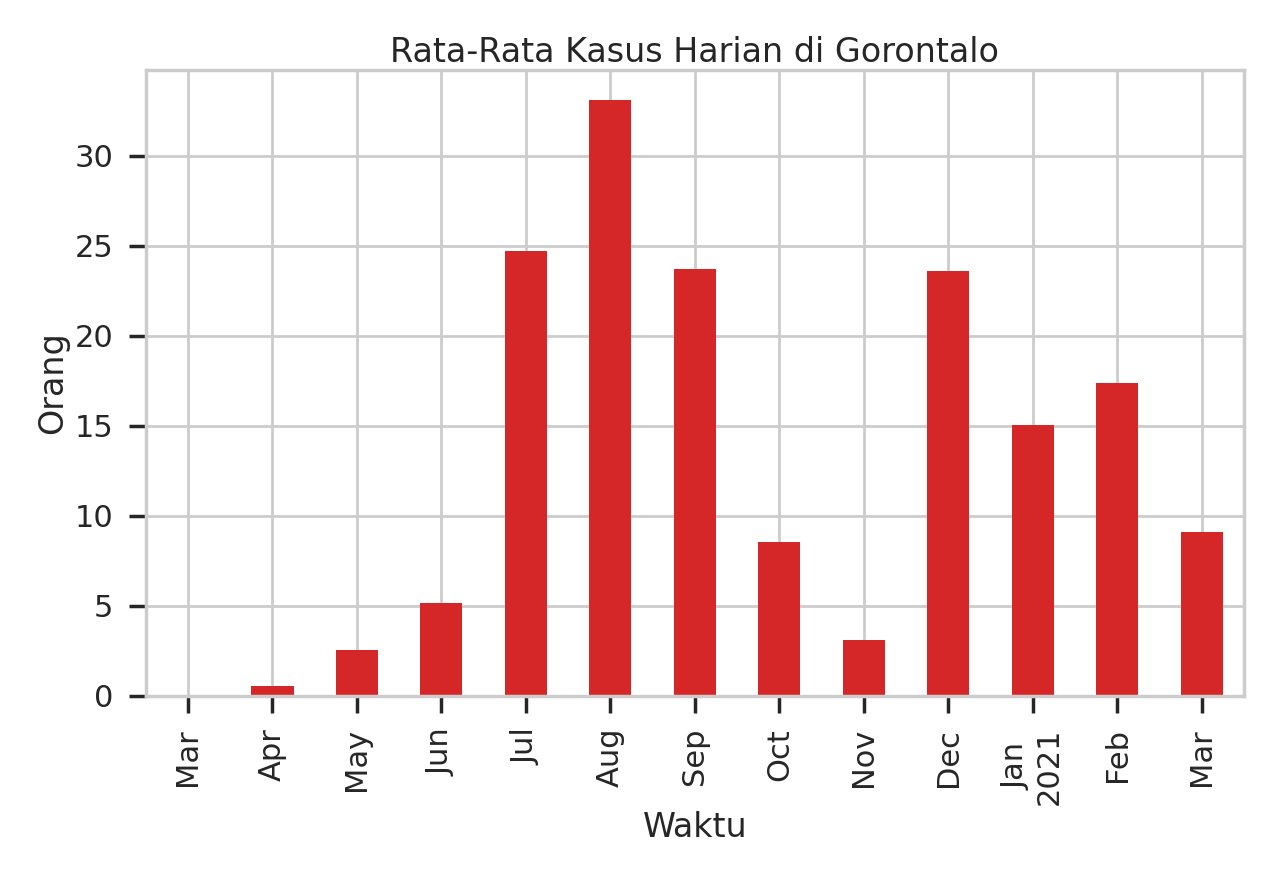 Rata-Rata Kasus Harian di Gorontalo
Orang
30
25
20
15
10
5
0
Mar
Apr
May
Jun
Jul
Aug
Sep
Oct
Nov
Dec
Jan
2021
Feb
Mar
Waktu